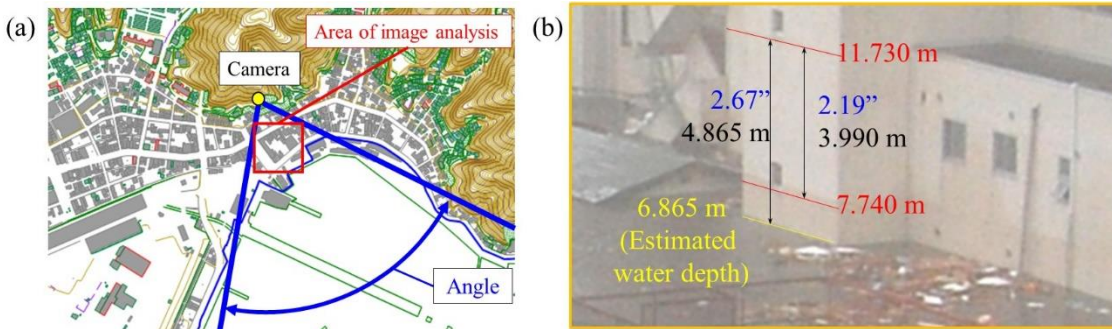 (a)
Area of image analysis
Camera
Angle
(b)
11.730 m
2.67”
4.865 m
2.19”
3.990 m
7.740 m
6.865 m
(Estimated
water depth)